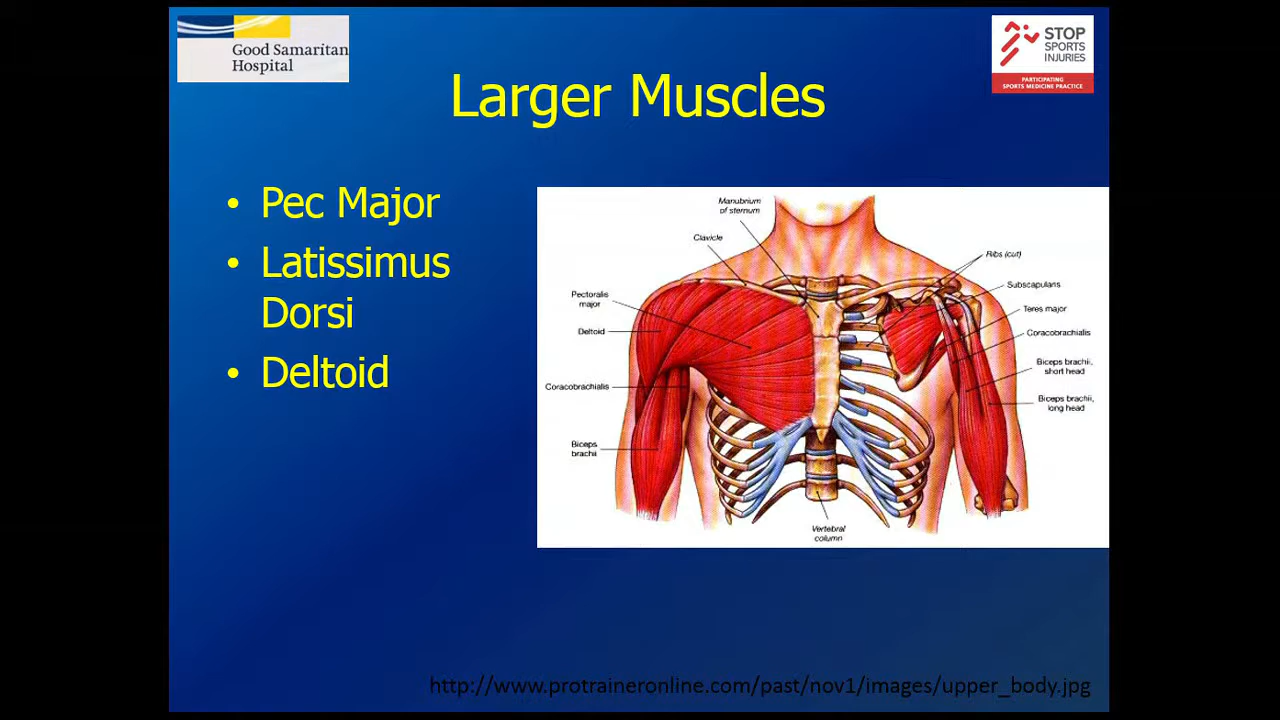 Good Samaritan
Hospital
STOP
SPORTS
INJURIES
PARTICIPATING
SPORTS MEDICINE PRACTICE
Larger Muscles
• Pec Major
• Latissimus
Dorsi
• Deltoid
Manubrium
of sternum
Clavicle
Pectoralis
major
Deltoid
Coracobrachialis
Biceps
brachii
Ribs (cut)
Subscapularis
Teres major
Coracobrachialis
Biceps brachii,
short head
Biceps brachii,
long head
Vertebral
column
http://www.protraineronline.com/past/nov1/images/upper_body.jpg